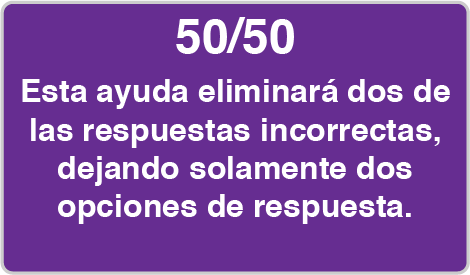 50/50
Esta ayuda eliminará dos de
las respuestas incorrectas,
dejando solamente dos
opciones de respuesta.